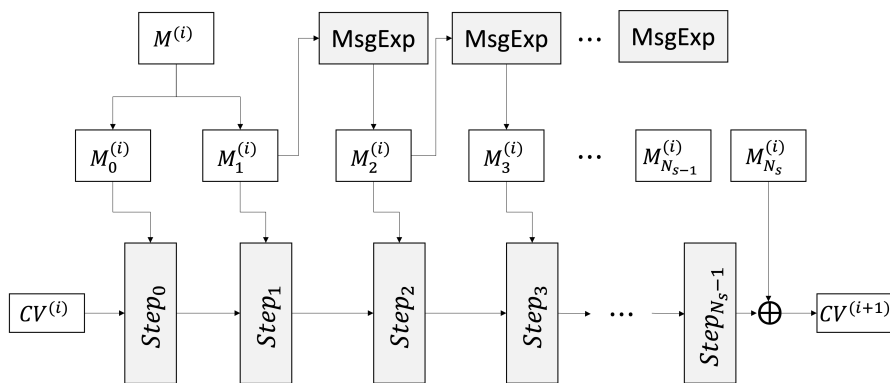 M^{(i)} MsgExp MsgExp ··· MsgExp
M_0^{(i)} M_1^{(i)} M_2^{(i)} M_3^{(i)} ··· M_{N_{s-1}}^{(i)} M_{N_s}^{(i)}
CV^{(i)} Step_0 Step_1 Step_2 Step_3 ··· Step_{N_s-1} ⊕ CV^{(i+1)}